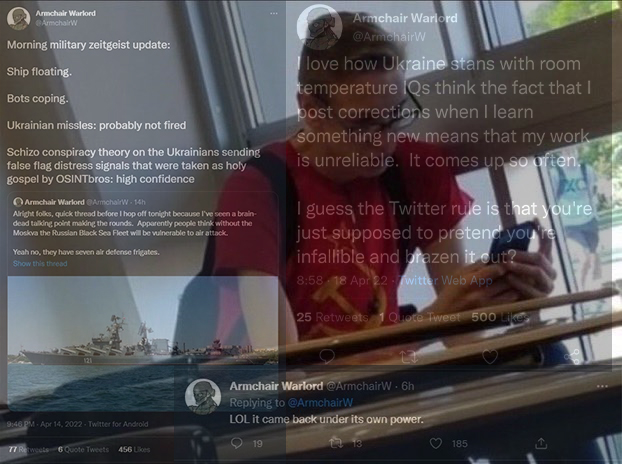 Armchair Warlord
@ArmchairW
Morning military zeitgeist update:
Ship floating.
Bots coping.
Ukrainian missles: probably not fired
Schizo conspiracy theory on the Ukrainians sending
false flag distress signals that were taken as holy
gospel by OSINTbros: high confidence
Armchair Warlord @ArmchairW · 14h
Alright folks, quick thread before I hop off tonight because I've seen a brain-
dead talking point making the rounds. Apparently people think without the
Moskva the Russian Black Sea Fleet will be vulnerable to air attack.
Yeah no, they have seven air defense frigates.
Show this thread
121
9:46 PM · Apr 14, 2022 · Twitter for Android
77 Retweets 6 Quote Tweets 456 Likes
Armchair Warlord
@ArmchairW
I love how Ukraine stans with room
temperature IQs think the fact that I
post corrections when I learn
something new means that my work
is unreliable. It comes up so often.
I guess the Twitter rule is that you're
just supposed to pretend you're
infallible and brazen it out?
8:58 · 18 Apr 22 · Twitter Web App
25 Retweets 1 Quote Tweet 500 Likes
Armchair Warlord @ArmchairW · 6h
Replying to @ArmchairW
LOL it came back under its own power.
19 13 185